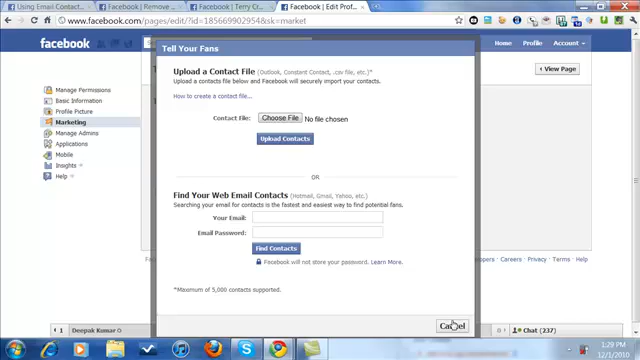 Using Email Contact...
Facebook | Remove ...
Facebook | Terry C...
Facebook | Edit Prof...
www.facebook.com/pages/edit/?id=185669902954&sk=market
facebook
Home
Profile
Account
Tell Your Fans
View Page
Upload a Contact File (Outlook, Constant Contact, .csv file, etc.)*
Upload a contacts file below and Facebook will securely import your contacts.
How to create a contact file...
Manage Permissions
Basic Information
Profile Picture
Marketing
Manage Admins
Applications
Mobile
Insights
Help
Contact File:
Choose File
No file chosen
Upload Contacts
OR
Find Your Web Email Contacts (Hotmail, Gmail, Yahoo, etc.)
Searching your email for contacts is the fastest and easiest way to find potential fans.
Your Email:
Email Password:
Find Contacts
Facebook will not store your password. Learn More.
Careers
Privacy
Terms
Help
*Maximum of 5,000 contacts supported.
Cancel
1
Deepak Kumar
Chat (237)
1:29 PM
12/1/2010